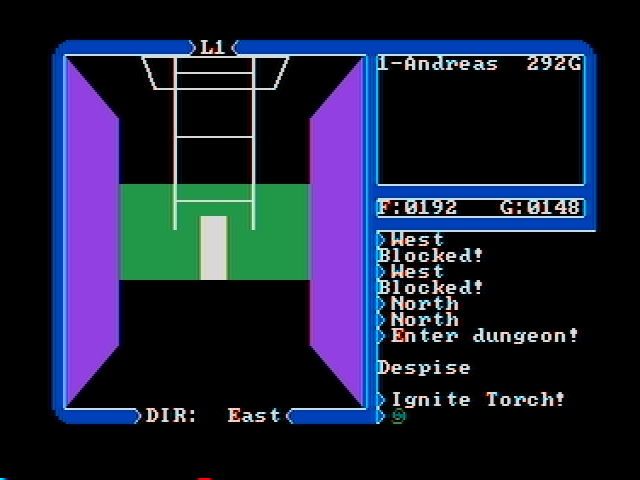 L1
1-Andreas 292G
F:0192 G:0148
West
Blocked!
West
Blocked!
North
North
Enter dungeon!
Despise
Ignite Torch!
DIR: East